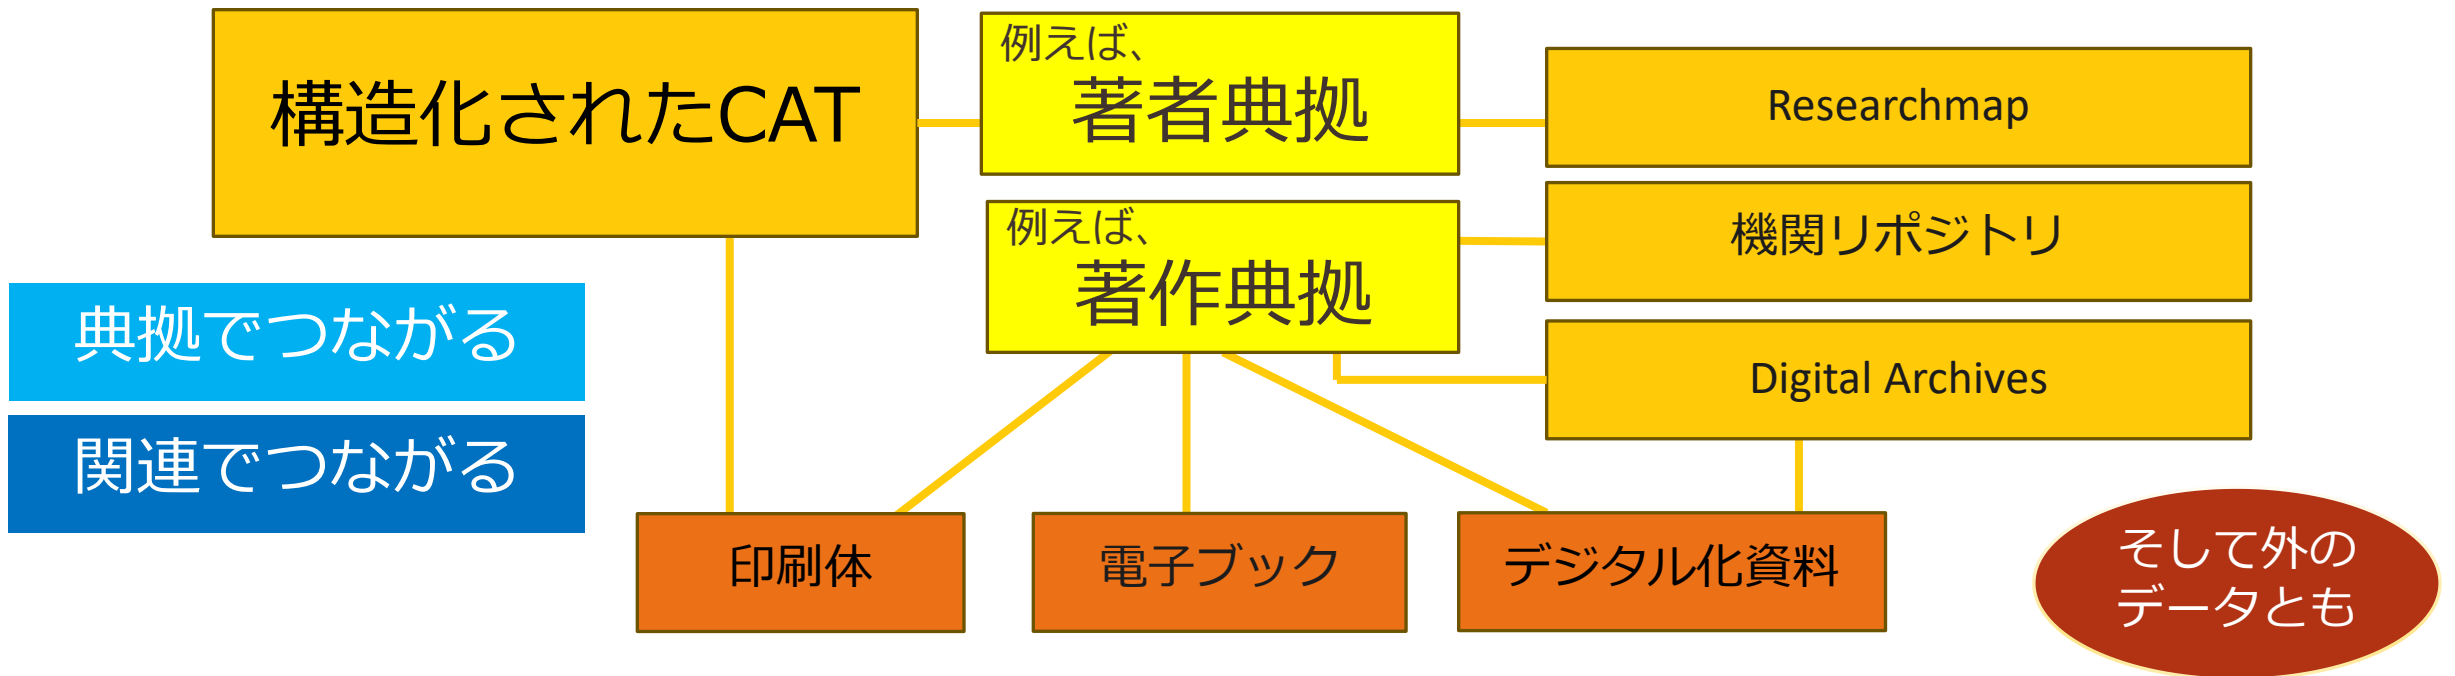 構造化されたCAT
例えば、
著者典拠
Researchmap
例えば、
著作典拠
機関リポジトリ
Digital Archives
典拠でつながる
関連でつながる
印刷体
電子ブック
デジタル化資料
そして外の
データとも